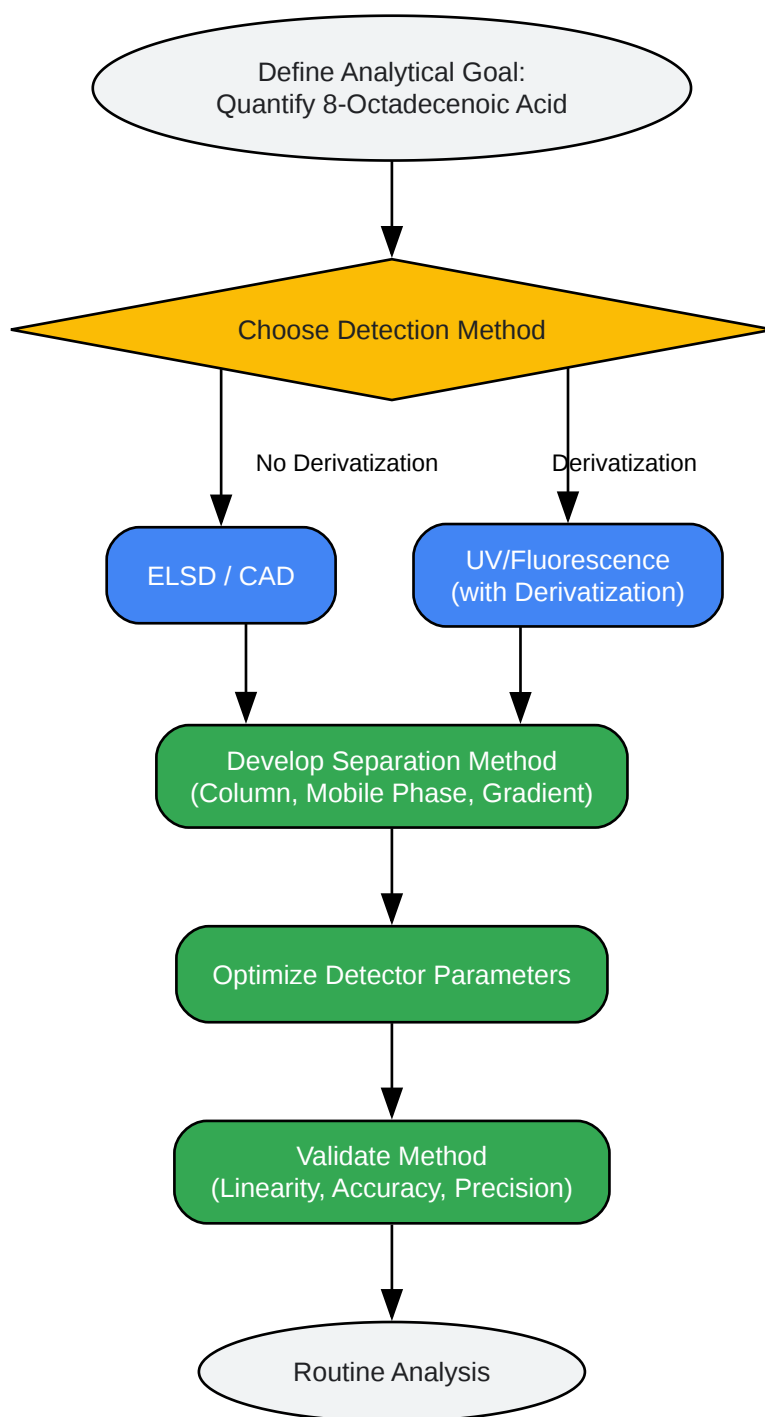 Define Analytical Goal:
Quantify 8-Octadecenoic Acid
Choose Detection Method
No Derivatization
Derivatization
ELSD / CAD
UV/Fluorescence
(with Derivatization)
Develop Separation Method
(Column, Mobile Phase, Gradient)
Optimize Detector Parameters
Validate Method
(Linearity, Accuracy, Precision)
Routine Analysis